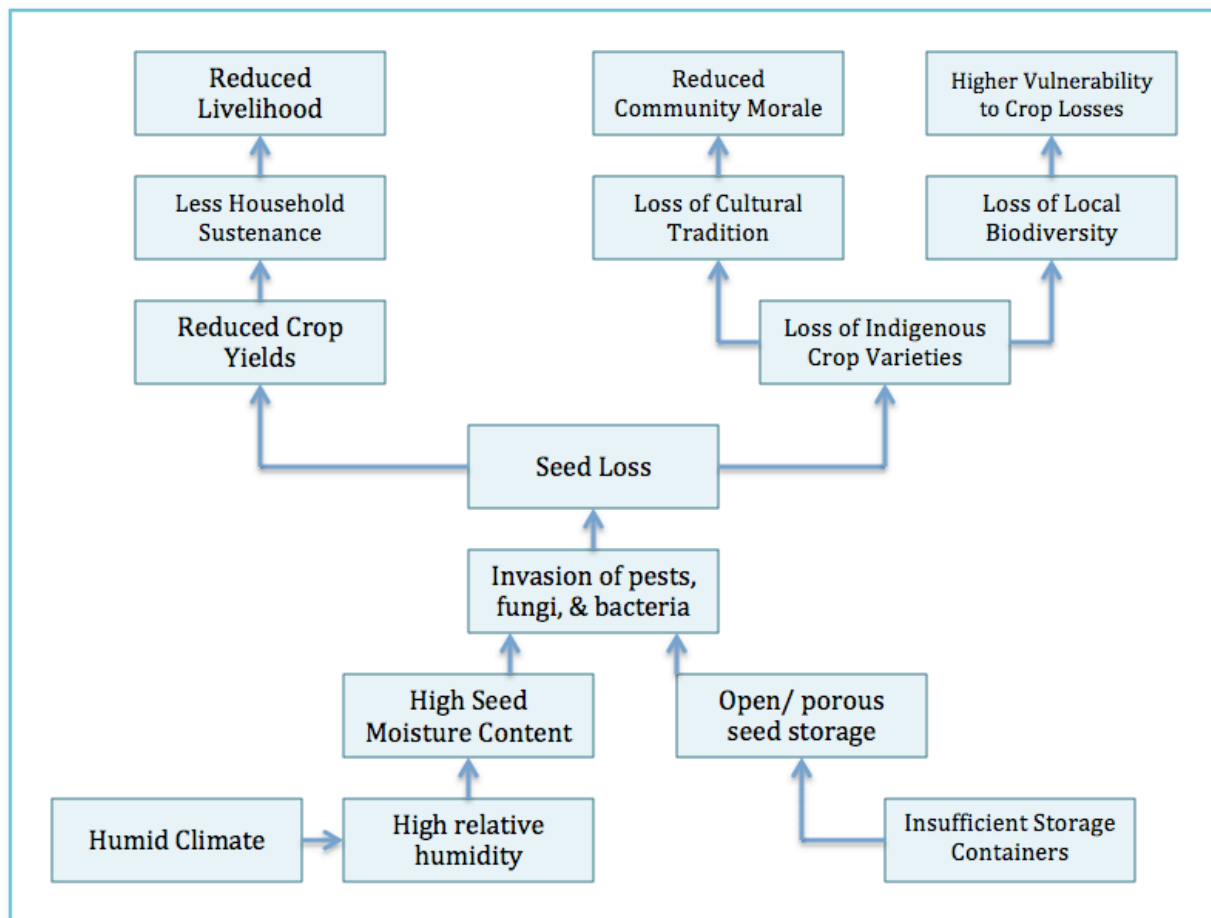 Reduced
Livelihood
Reduced
Community Morale
Higher Vulnerability
to Crop Losses
Less Household
Sustenance
Loss of Cultural
Tradition
Loss of Local
Biodiversity
Reduced Crop
Yields
Loss of Indigenous
Crop Varieties
Seed Loss
Invasion of pests,
fungi, & bacteria
High Seed
Moisture Content
Open/ porous
seed storage
Humid Climate
High relative
humidity
Insufficient Storage
Containers